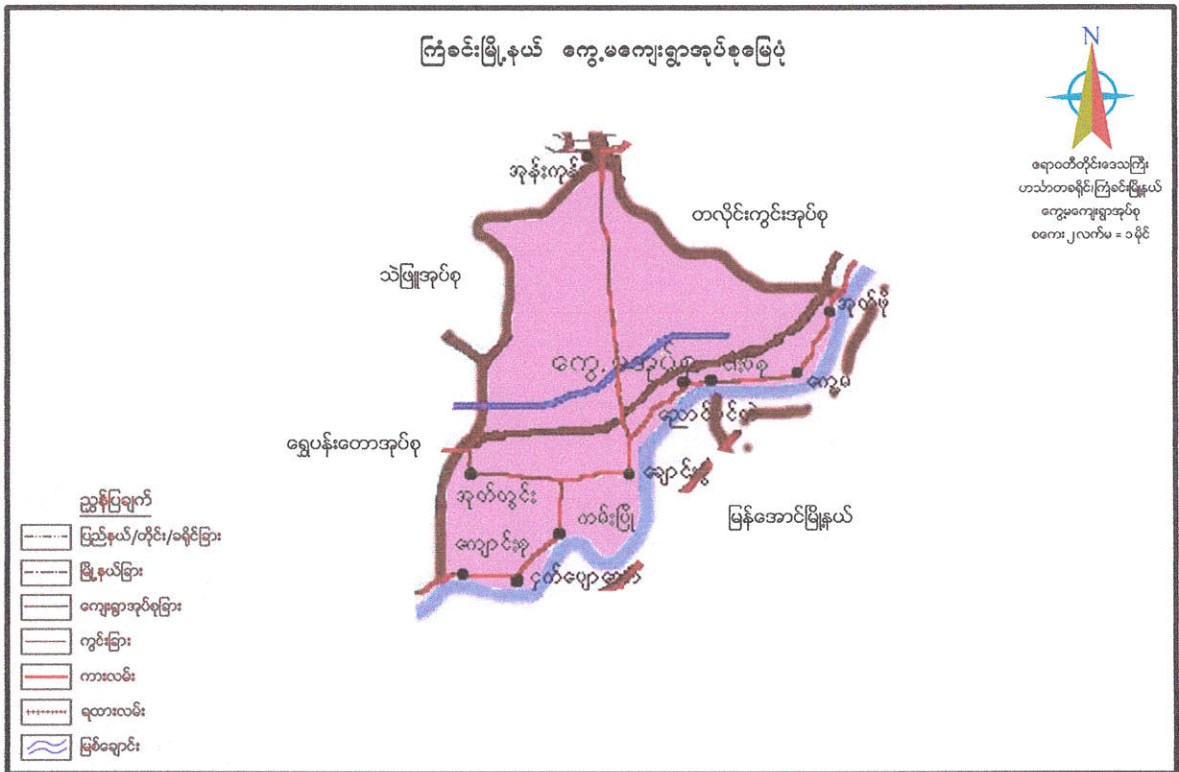 ကြံခင်းမြို့နယ် ကွေ့မကျေးရွာအုပ်စုမြေပုံ
N
ဧရာဝတီတိုင်းဒေသကြီး
ဟင်္သာတခရိုင်၊ကြံခင်းမြို့နယ်
ကွေ့မကျေးရွာအုပ်စု
စကေး၂လက်မ = ၁မိုင်
အုန်းကုန်း
တလိုင်းကွင်းအုပ်စု
သဲဖြူအုပ်စု
အုတ်ဖို
ကွေ့မအုပ်စု
ကွေ့မ
ရွှေပန်းတောအုပ်စု
အုတ်တွင်း
မြန်အောင်မြို့နယ်
ကမ်းပြို
ကျောင်းစု
ညွှန်ပြချက်
ပြည်နယ်/တိုင်း/ခရိုင်ခြား
မြို့နယ်ခြား
ကျေးရွာအုပ်စုခြား
ကွင်းခြား
ကားလမ်း
ရထားလမ်း
မြစ်ချောင်း